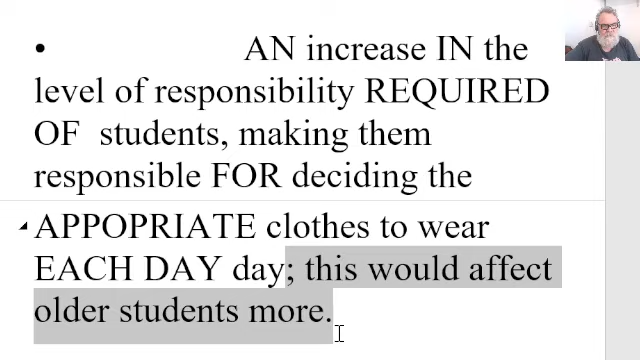 • AN increase IN the
level of responsibility REQUIRED
OF students, making them
responsible FOR deciding the
APPOPRIATE clothes to wear
EACH DAY day; this would affect
older students more.